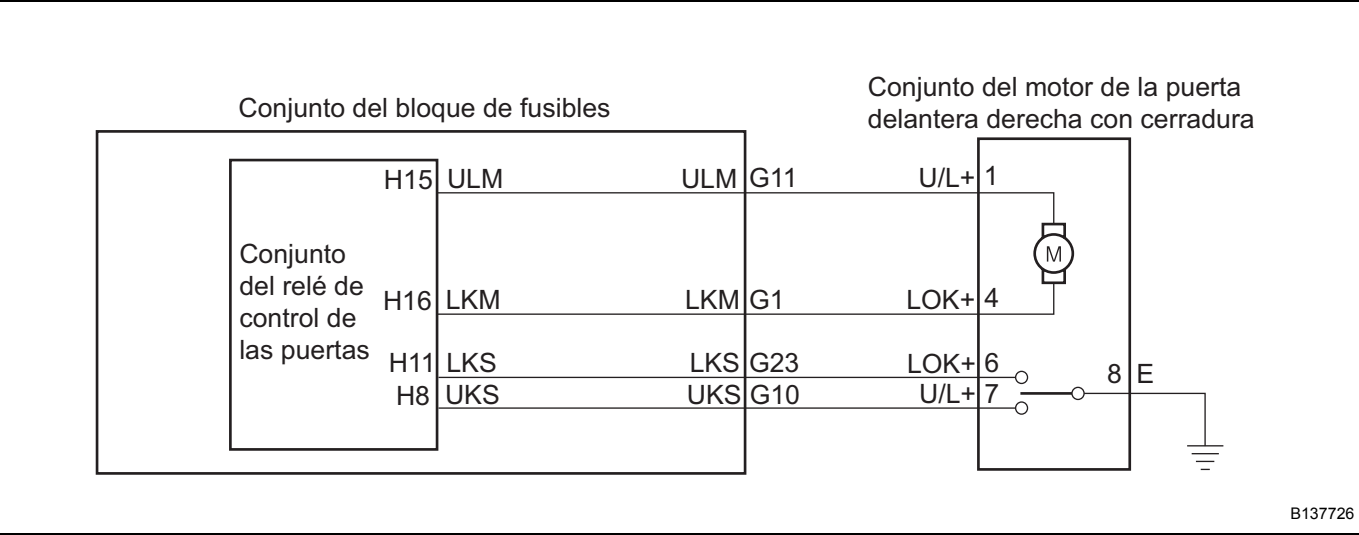 Conjunto del bloque de fusibles
Conjunto del motor de la puerta
delantera derecha con cerradura
H15 ULM ULM G11 U/L+ 1
M
Conjunto
del relé de
control de
las puertas
H16 LKM LKM G1 LOK+ 4
H11 LKS LKS G23 LOK+ 6
8 E
H8 UKS UKS G10 U/L+ 7
B137726